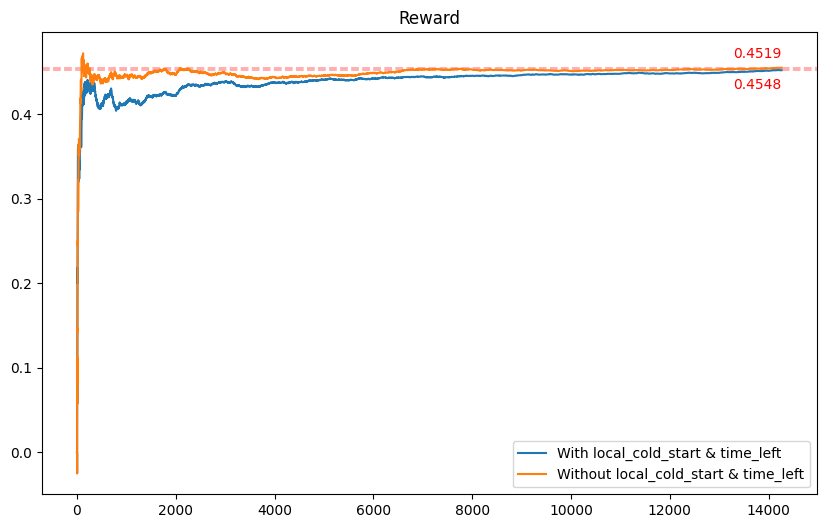 Reward
0.4519
0.4548
0.4
0.3
0.2
0.1
0.0
With local_cold_start & time_left
Without local_cold_start & time_left
0 2000 4000 6000 8000 10000 12000 14000